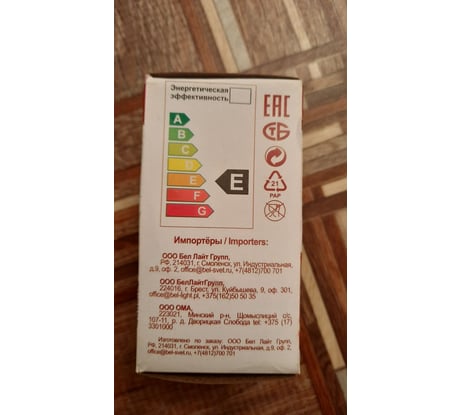 Энергетическая
эффективность
A
B
C
D
E
F
G
E
EAC
СТБ
21
PAP
Импортёры / Importers:
ООО Бел Лайт Групп,
РФ, 214031, г. Смоленск, ул. Индустриальная,
д.9, оф. 2, office@bel-svet.ru, +7(4812)700 701
ООО БелЛайтГрупп,
224016, г. Брест, ул. Куйбышева, 9, оф. 301,
office@bel-light.pl, +375(162)50 50 35
ООО ОМА,
223021, Минский р-н, Щомыслицкий с/с,
107-11, р. д. Дворицкая Слобода tel: +375 (17)
3301000
Изготовлено по заказу: ООО Бел Лайт Групп,
РФ, 214031, г. Смоленск, ул. Индустриальная, д.9, оф. 2,
office@bel-svet.ru, +7(4812)700 701